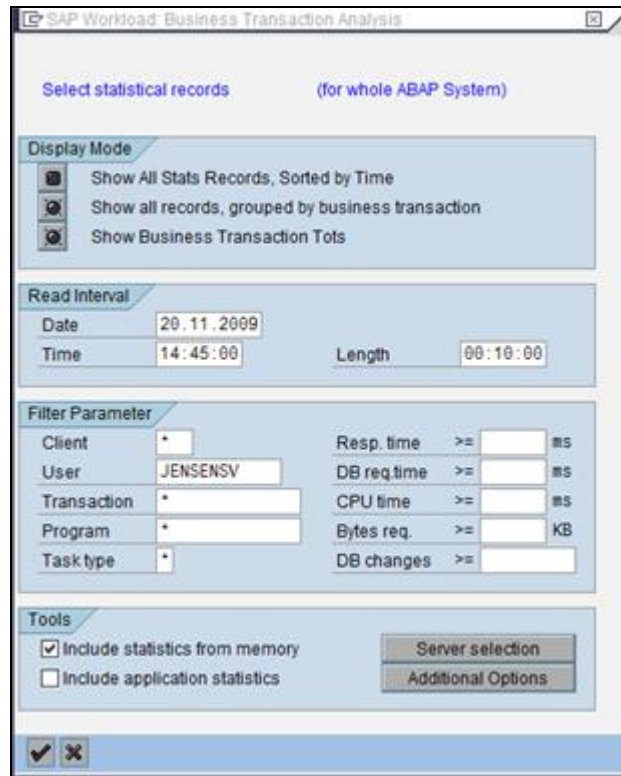 SAP Workload: Business Transaction Analysis
Select statistical records (for whole ABAP System)
Display Mode
Show All Stats Records, Sorted by Time
Show all records, grouped by business transaction
Show Business Transaction Tots
Read Interval
Date 20.11.2009
Time 14:45:00 Length 00:10:00
Filter Parameter
Client * Resp. time >= ms
User JENSENSV DB req.time >= ms
Transaction * CPU time >= ms
Program * Bytes req. >= KB
Task type * DB changes >=
Tools
Include statistics from memory Server selection
Include application statistics Additional Options